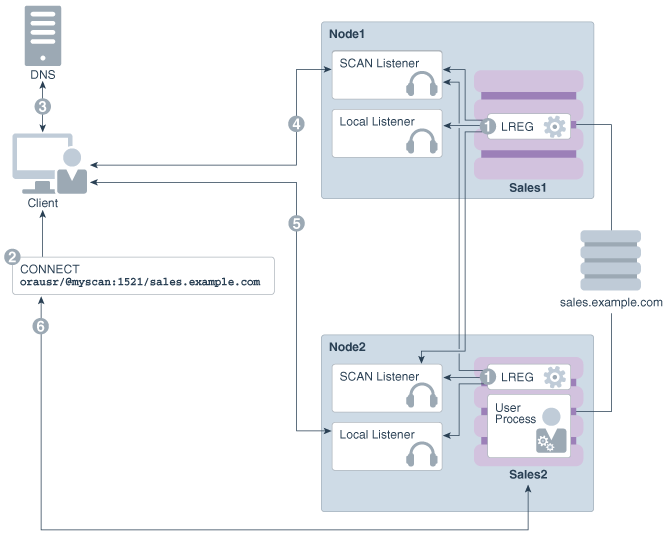 DNS
3
Client
2
CONNECT
orausr/@myscan:1521/sales.example.com
6
4
5
Node1
SCAN Listener
Local Listener
1 LREG
Sales1
sales.example.com
Node2
SCAN Listener
Local Listener
1 LREG
User
Process
Sales2